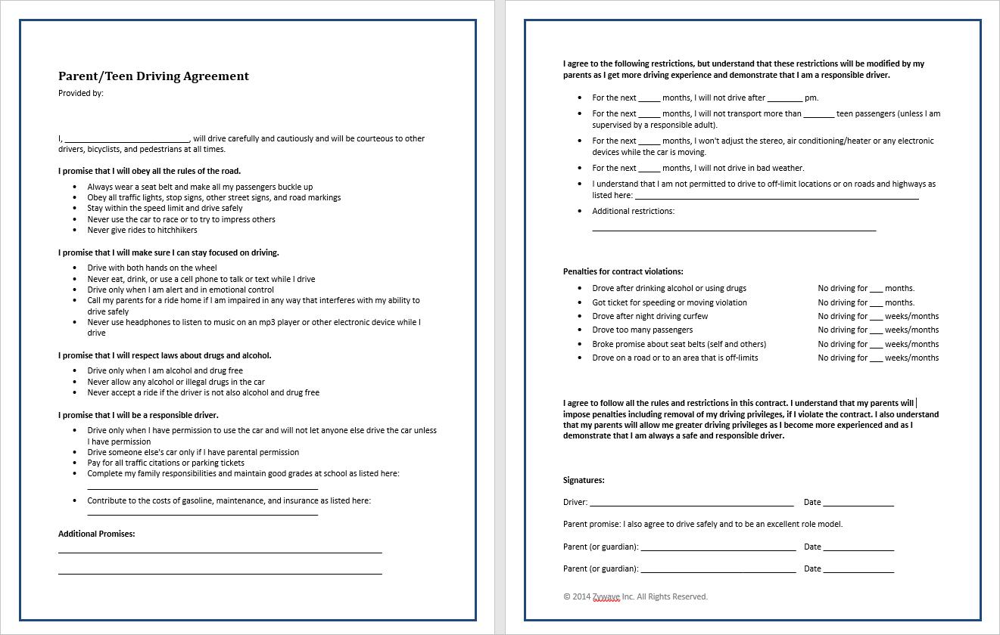 Parent/Teen Driving Agreement
Provided by:
I, ____________________________, will drive carefully and cautiously and will be courteous to other
drivers, bicyclists, and pedestrians at all times.
I promise that I will obey all the rules of the road.
• Always wear a seat belt and make all my passengers buckle up
• Obey all traffic lights, stop signs, other street signs, and road markings
• Stay within the speed limit and drive safely
• Never use the car to race or to try to impress others
• Never give rides to hitchhikers
I promise that I will make sure I can stay focused on driving.
• Drive with both hands on the wheel
• Never eat, drink, or use a cell phone to talk or text while I drive
• Drive only when I am alert and in emotional control
• Call my parents for a ride home if I am impaired in any way that interferes with my ability to
drive safely
• Never use headphones to listen to music on an mp3 player or other electronic device while I
drive
I promise that I will respect laws about drugs and alcohol.
• Drive only when I am alcohol and drug free
• Never allow any alcohol or illegal drugs in the car
• Never accept a ride if the driver is not also alcohol and drug free
I promise that I will be a responsible driver.
• Drive only when I have permission to use the car and will not let anyone else drive the car unless
I have permission
• Drive someone else's car only if I have parental permission
• Pay for all traffic citations or parking tickets
• Complete my family responsibilities and maintain good grades at school as listed here:
____________________________________________________
• Contribute to the costs of gasoline, maintenance, and insurance as listed here:
____________________________________________________
Additional Promises:
_________________________________________________________________________
_________________________________________________________________________
I agree to the following restrictions, but understand that these restrictions will be modified by my
parents as I get more driving experience and demonstrate that I am a responsible driver.
• For the next _____ months, I will not drive after ________ pm.
• For the next _____ months, I will not transport more than _______ teen passengers (unless I am
supervised by a responsible adult).
• For the next _____ months, I won't adjust the stereo, air conditioning/heater or any electronic
devices while the car is moving.
• For the next _____ months, I will not drive in bad weather.
• I understand that I am not permitted to drive to off-limit locations or on roads and highways as
listed here: ________________________________________________________________
• Additional restrictions:
________________________________________________________________
Penalties for contract violations:
• Drove after drinking alcohol or using drugs No driving for ___ months.
• Got ticket for speeding or moving violation No driving for ___ months.
• Drove after night driving curfew No driving for ___ weeks/months
• Drove too many passengers No driving for ___ weeks/months
• Broke promise about seat belts (self and others) No driving for ___ weeks/months
• Drove on a road or to an area that is off-limits No driving for ___ weeks/months
I agree to follow all the rules and restrictions in this contract. I understand that my parents will
impose penalties including removal of my driving privileges, if I violate the contract. I also understand
that my parents will allow me greater driving privileges as I become more experienced and as I
demonstrate that I am always a safe and responsible driver.
Signatures:
Driver: ______________________________________________ Date ________________
Parent promise: I also agree to drive safely and to be an excellent role model.
Parent (or guardian): ___________________________________ Date ________________
Parent (or guardian): ___________________________________ Date ________________
© 2014 Zywave Inc. All Rights Reserved.